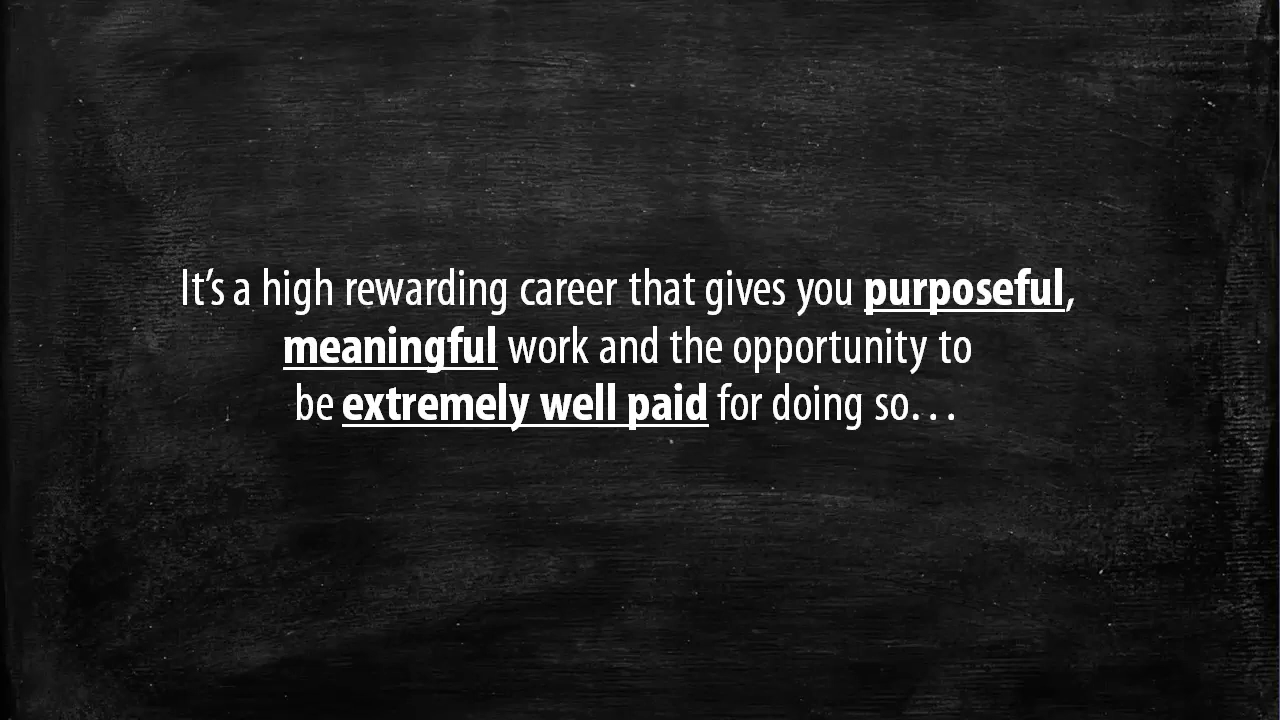 It’s a high rewarding career that gives you purposeful,
meaningful work and the opportunity to
be extremely well paid for doing so. . .